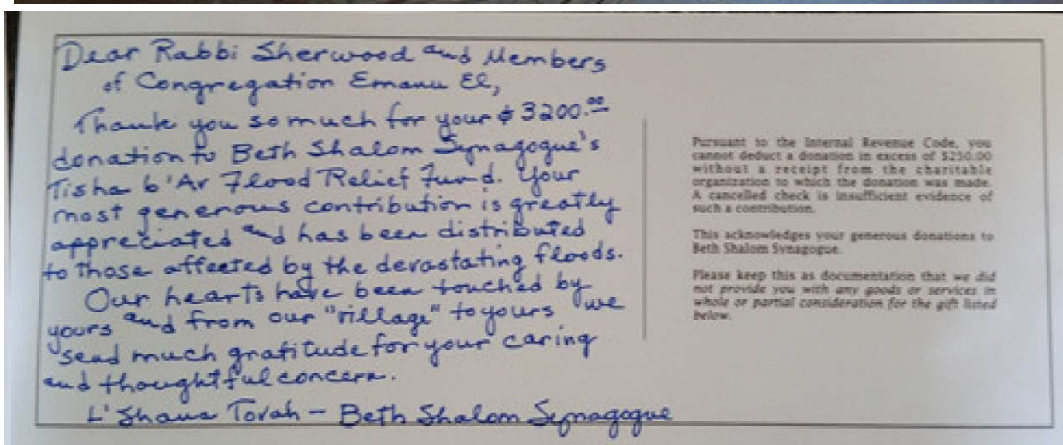 Dear Rabbi Sherwood and Members
of Congregation Emanu El,
Thank you so much for your $3200.00
donation to Beth Shalom Synagogue's
Tisha b'Av Flood Relief Fund. Your
most generous contribution is greatly
appreciated and has been distributed
to those affected by the devastating floods.
Our hearts have been touched by
yours and from our "village" to yours we
send much gratitude for your caring
and thoughtful concern.
L'Shana Torah - Beth Shalom Synagogue
Pursuant to the Internal Revenue Code, you
cannot deduct a donation in excess of $250.00
without a receipt from the charitable
organization to which the donation was made.
A cancelled check is insufficient evidence of
such a contribution.
This acknowledges your generous donations to
Beth Shalom Synagogue.
Please keep this as documentation that we did
not provide you with any goods or services in
whole or partial consideration for the gift listed
below.